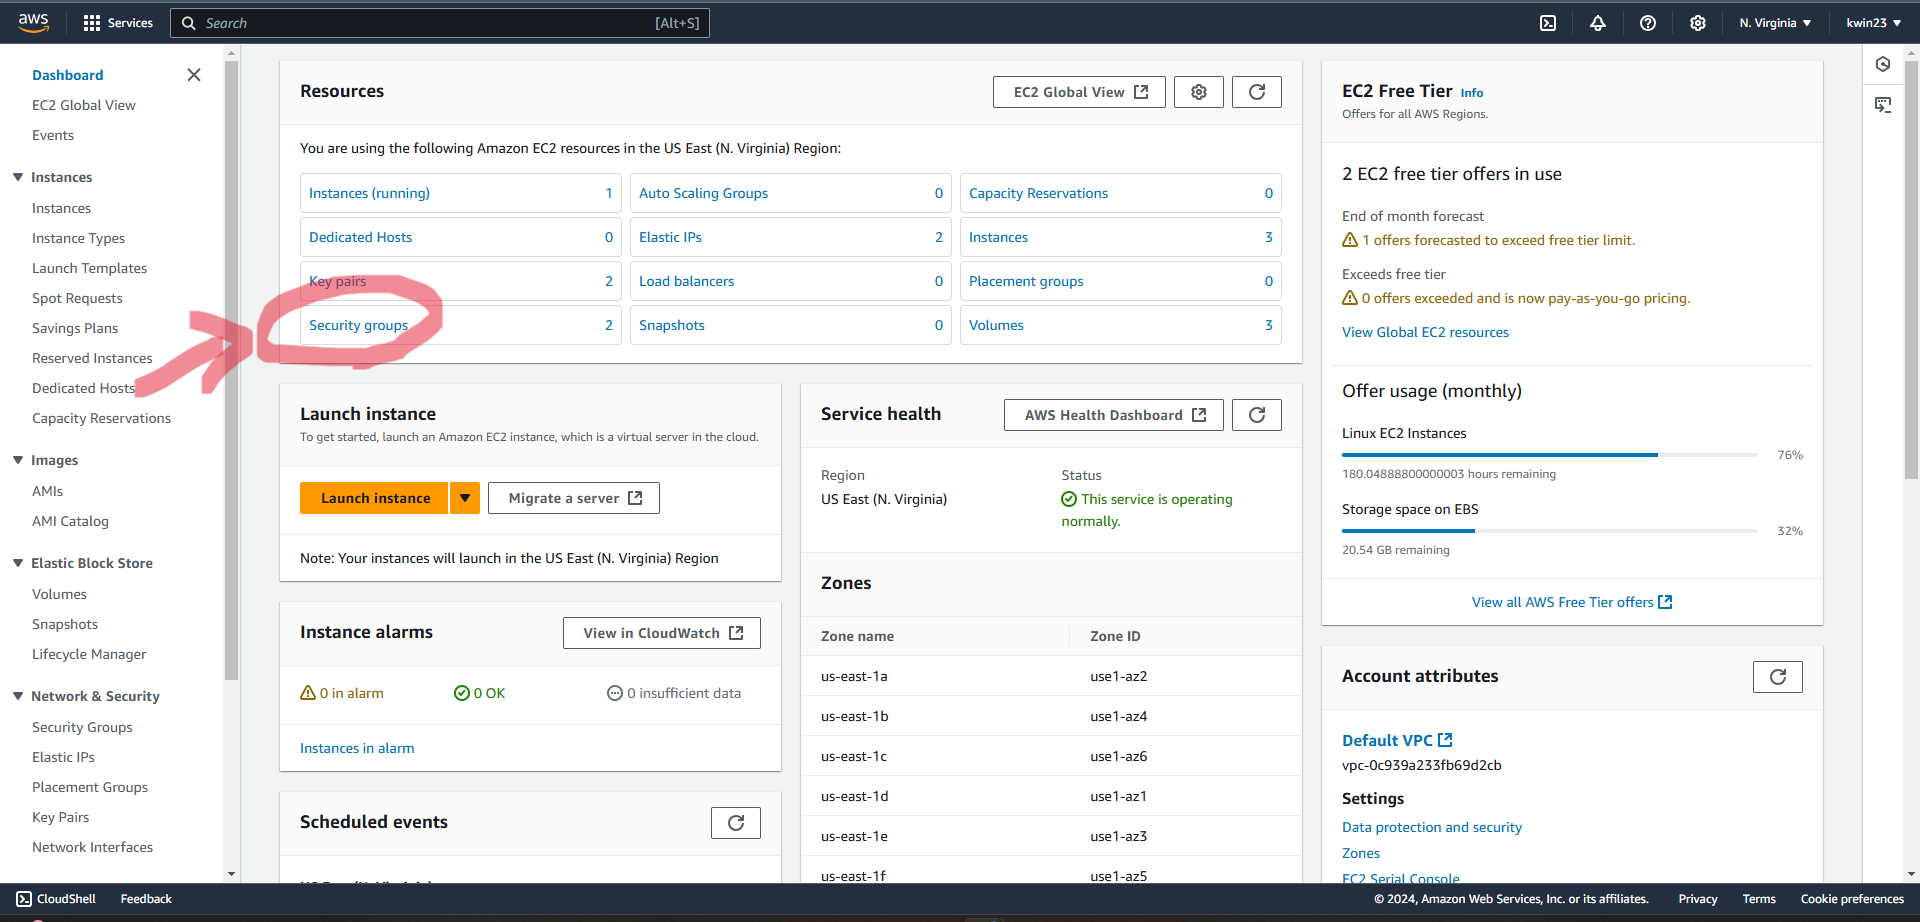 aws
Services
Search
[Alt+S]
N. Virginia
kwin23
Dashboard
EC2 Global View
Events
Instances
Instances
Instance Types
Launch Templates
Spot Requests
Savings Plans
Reserved Instances
Dedicated Hosts
Capacity Reservations
Images
AMIs
AMI Catalog
Elastic Block Store
Volumes
Snapshots
Lifecycle Manager
Network & Security
Security Groups
Elastic IPs
Placement Groups
Key Pairs
Network Interfaces
Resources
EC2 Global View
You are using the following Amazon EC2 resources in the US East (N. Virginia) Region:
Instances (running) 1
Auto Scaling Groups 0
Capacity Reservations 0
Dedicated Hosts 0
Elastic IPs 2
Instances 3
Key pairs 2
Load balancers 0
Placement groups 0
Security groups 2
Snapshots 0
Volumes 3
Launch instance
To get started, launch an Amazon EC2 instance, which is a virtual server in the cloud.
Launch instance
Migrate a server
Note: Your instances will launch in the US East (N. Virginia) Region
Instance alarms
View in CloudWatch
0 in alarm
0 OK
0 insufficient data
Instances in alarm
Scheduled events
Service health
AWS Health Dashboard
Region
US East (N. Virginia)
Status
This service is operating
normally.
Zones
Zone name Zone ID
us-east-1a use1-az2
us-east-1b use1-az4
us-east-1c use1-az6
us-east-1d use1-az1
us-east-1e use1-az3
us-east-1f use1-az5
EC2 Free Tier Info
Offers for all AWS Regions.
2 EC2 free tier offers in use
End of month forecast
1 offers forecasted to exceed free tier limit.
Exceeds free tier
0 offers exceeded and is now pay-as-you-go pricing.
View Global EC2 resources
Offer usage (monthly)
Linux EC2 Instances
76%
180.04888800000003 hours remaining
Storage space on EBS
32%
20.54 GB remaining
View all AWS Free Tier offers
Account attributes
Default VPC
vpc-0c939a233fb69d2cb
Settings
Data protection and security
Zones
EC2 Serial Console
CloudShell
Feedback
© 2024, Amazon Web Services, Inc. or its affiliates.
Privacy
Terms
Cookie preferences